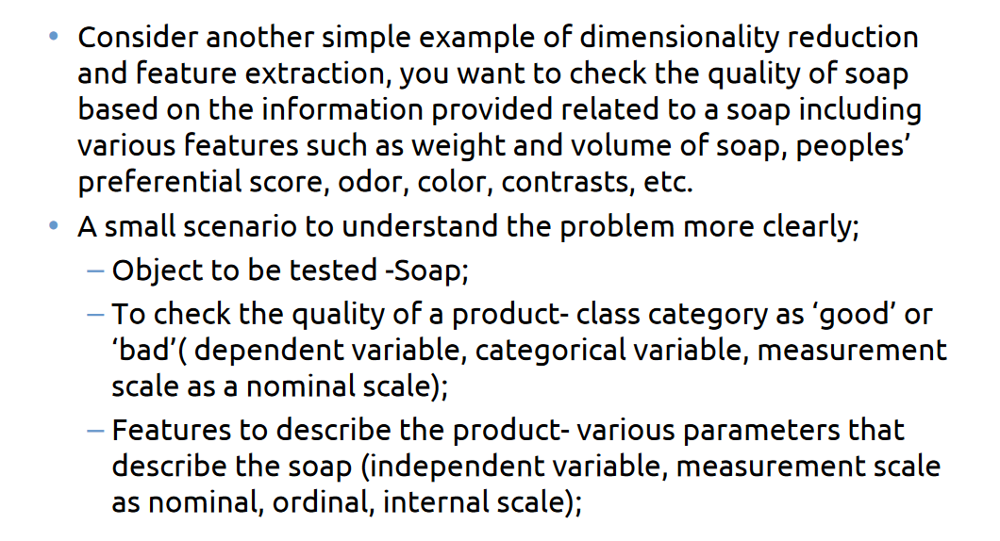 • Consider another simple example of dimensionality reduction
and feature extraction, you want to check the quality of soap
based on the information provided related to a soap including
various features such as weight and volume of soap, peoples’
preferential score, odor, color, contrasts, etc.
• A small scenario to understand the problem more clearly;
– Object to be tested -Soap;
– To check the quality of a product- class category as ‘good’ or
‘bad’( dependent variable, categorical variable, measurement
scale as a nominal scale);
– Features to describe the product- various parameters that
describe the soap (independent variable, measurement scale
as nominal, ordinal, internal scale);